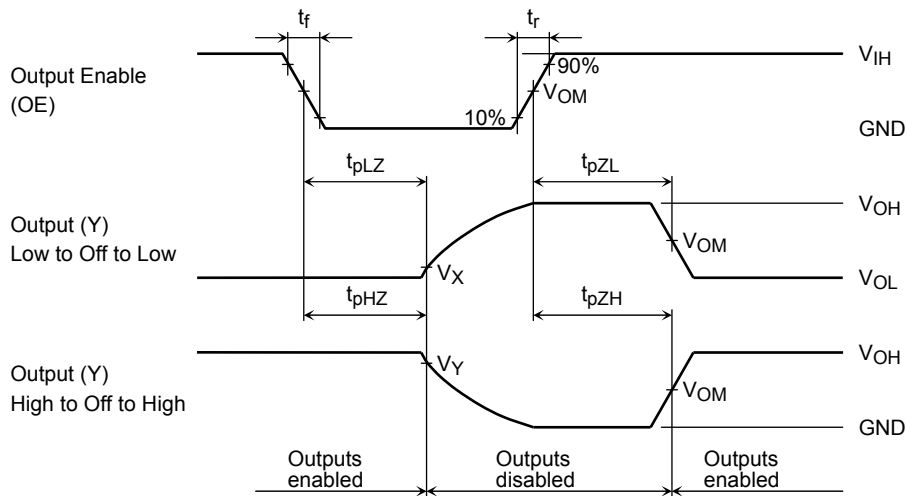 tf
tr
VIH
90%
Output Enable
(OE)
VOM
10%
GND
tpLZ
tpZL
VOH
Output (Y)
Low to Off to Low
VOM
VX
VOL
tpHZ
tpZH
VOH
VY
Output (Y)
High to Off to High
VOM
GND
Outputs
enabled
Outputs
disabled
Outputs
enabled